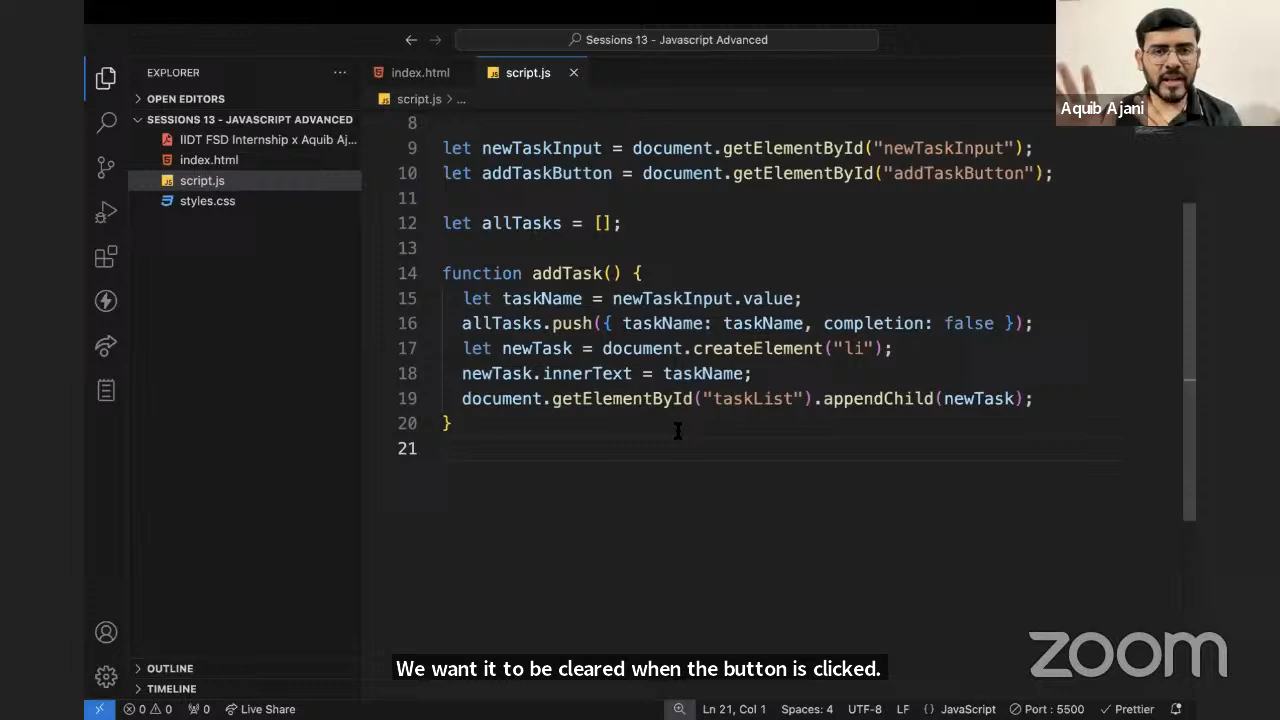 Sessions 13 - Javascript Advanced
EXPLORER
index.html
script.js
OPEN EDITORS
script.js > ...
SESSIONS 13 - JAVASCRIPT ADVANCED
IIDT FSD Internship x Aquib Aj...
index.html
script.js
styles.css
Aquib Ajani
8
9 let newTaskInput = document.getElementById("newTaskInput");
10 let addTaskButton = document.getElementById("addTaskButton");
11
12 let allTasks = [];
13
14 function addTask() {
15 let taskName = newTaskInput.value;
16 allTasks.push({ taskName: taskName, completion: false });
17 let newTask = document.createElement("li");
18 newTask.innerText = taskName;
19 document.getElementById("taskList").appendChild(newTask);
20 }
21
OUTLINE
TIMELINE
We want it to be cleared when the button is clicked.
zoom
0 0 0 Live Share Ln 21, Col 1 Spaces: 4 UTF-8 LF {} JavaScript Port : 5500 Prettier